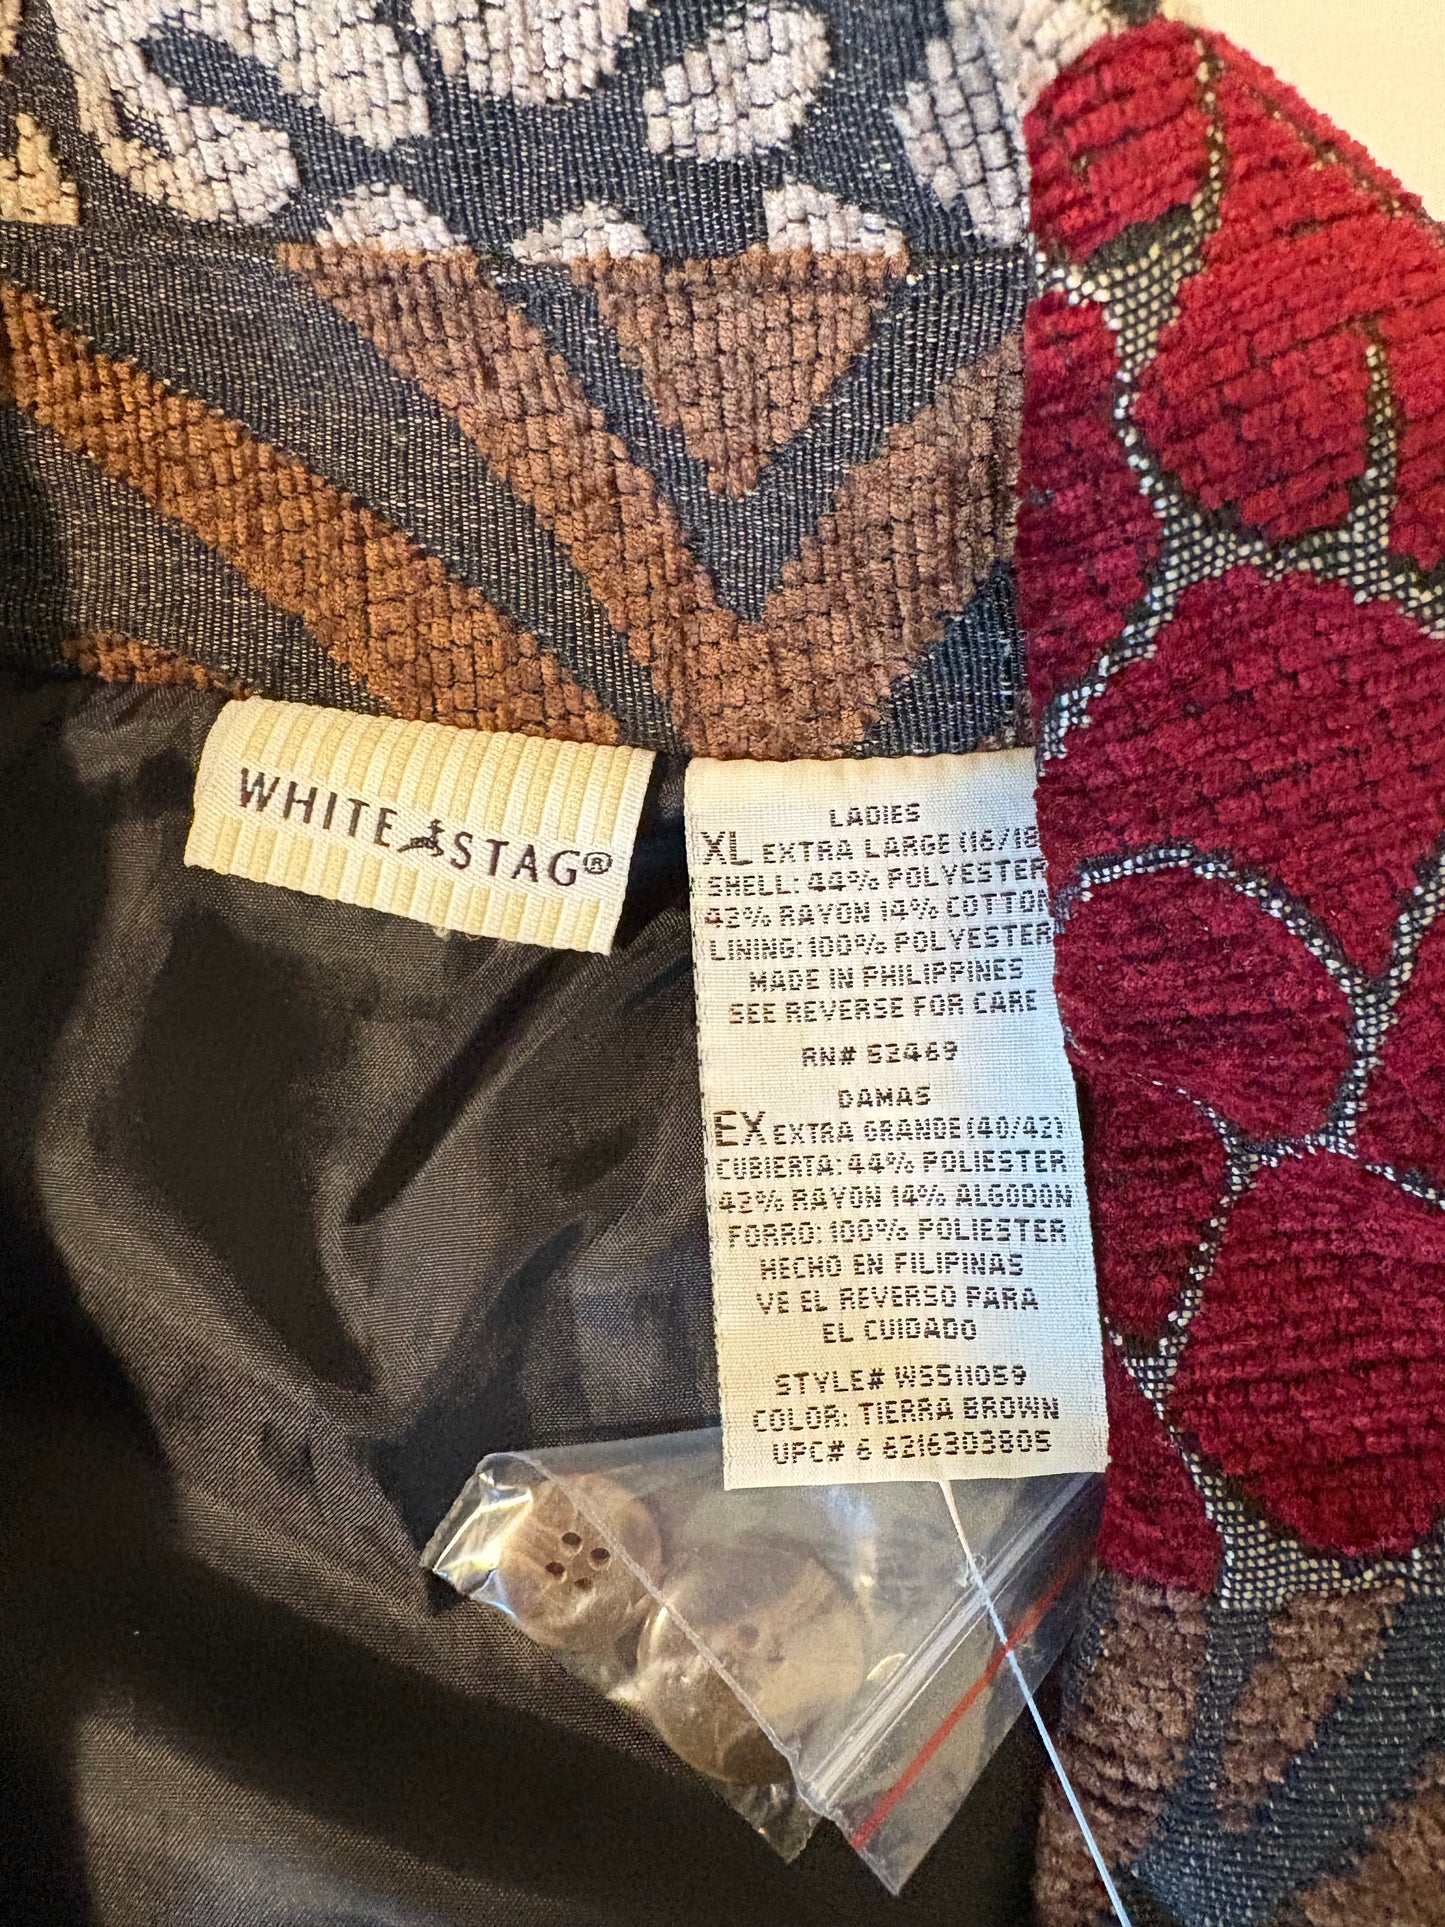 WHITE STAG®
LADIES
XL EXTRA LARGE (16/18
SHELL: 44% POLYESTER
42% RAYON 14% COTTON
LINING: 100% POLYESTER
MADE IN PHILIPPINES
SEE REVERSE FOR CARE
RN# 52469
DAMAS
EX EXTRA GRANDE (40/42)
CUBIERTA: 44% POLIESTER
42% RAYON 14% ALGODON
FORRO: 100% POLIESTER
HECHO EN FILIPINAS
VE EL REVERSO PARA
EL CUIDADO
STYLE# WSS11059
COLOR: TIERRA BROWN
UPC# 6 6216303805